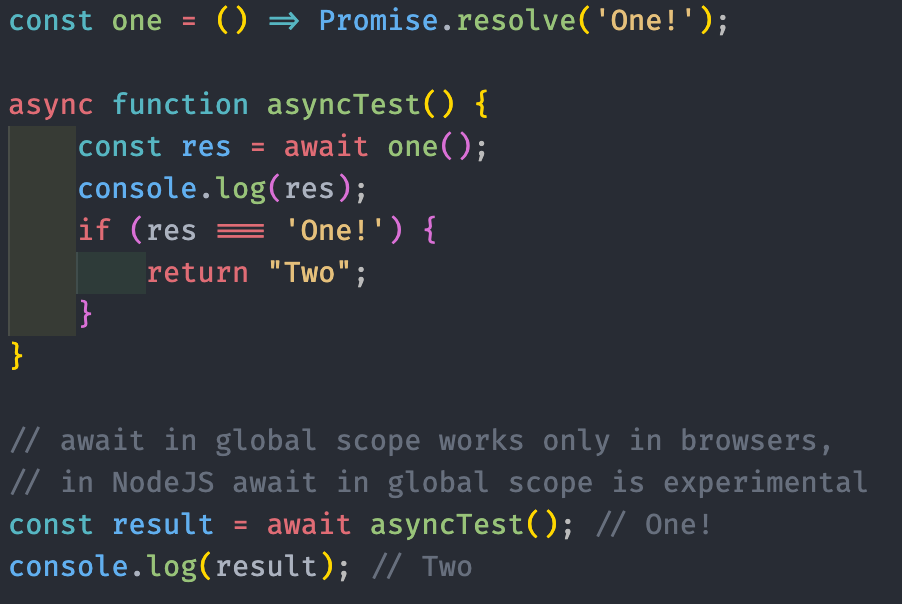 const one = () => Promise.resolve('One!');
async function asyncTest() {
const res = await one();
console.log(res);
if (res === 'One!') {
return "Two";
}
}
// await in global scope works only in browsers,
// in NodeJS await in global scope is experimental
const result = await asyncTest(); // One!
console.log(result); // Two